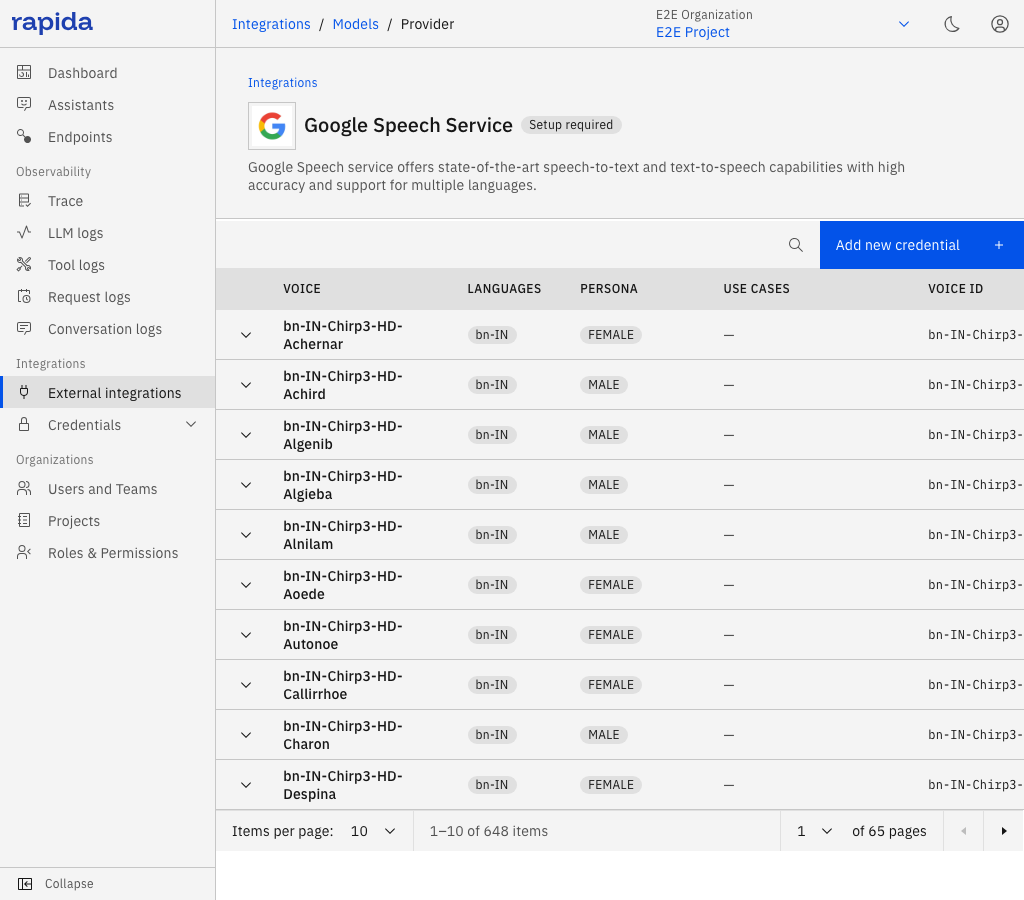 rapida
Integrations / Models / Provider
E2E Organization
E2E Project
Dashboard
Assistants
Endpoints
Observability
Trace
LLM logs
Tool logs
Request logs
Conversation logs
Integrations
External integrations
Credentials
Organizations
Users and Teams
Projects
Roles & Permissions
Collapse
Integrations
Google Speech Service Setup required
Google Speech service offers state-of-the-art speech-to-text and text-to-speech capabilities with high
accuracy and support for multiple languages.
Add new credential +
VOICE LANGUAGES PERSONA USE CASES VOICE ID
bn-IN-Chirp3-HD-
Achernar bn-IN FEMALE — bn-IN-Chirp3-
bn-IN-Chirp3-HD-
Achird bn-IN MALE — bn-IN-Chirp3-
bn-IN-Chirp3-HD-
Algenib bn-IN MALE — bn-IN-Chirp3-
bn-IN-Chirp3-HD-
Algieba bn-IN MALE — bn-IN-Chirp3-
bn-IN-Chirp3-HD-
Alnilam bn-IN MALE — bn-IN-Chirp3-
bn-IN-Chirp3-HD-
Aoede bn-IN FEMALE — bn-IN-Chirp3-
bn-IN-Chirp3-HD-
Autonoe bn-IN FEMALE — bn-IN-Chirp3-
bn-IN-Chirp3-HD-
Callirrhoe bn-IN FEMALE — bn-IN-Chirp3-
bn-IN-Chirp3-HD-
Charon bn-IN MALE — bn-IN-Chirp3-
bn-IN-Chirp3-HD-
Despina bn-IN FEMALE — bn-IN-Chirp3-
Items per page: 10 1–10 of 648 items 1 of 65 pages